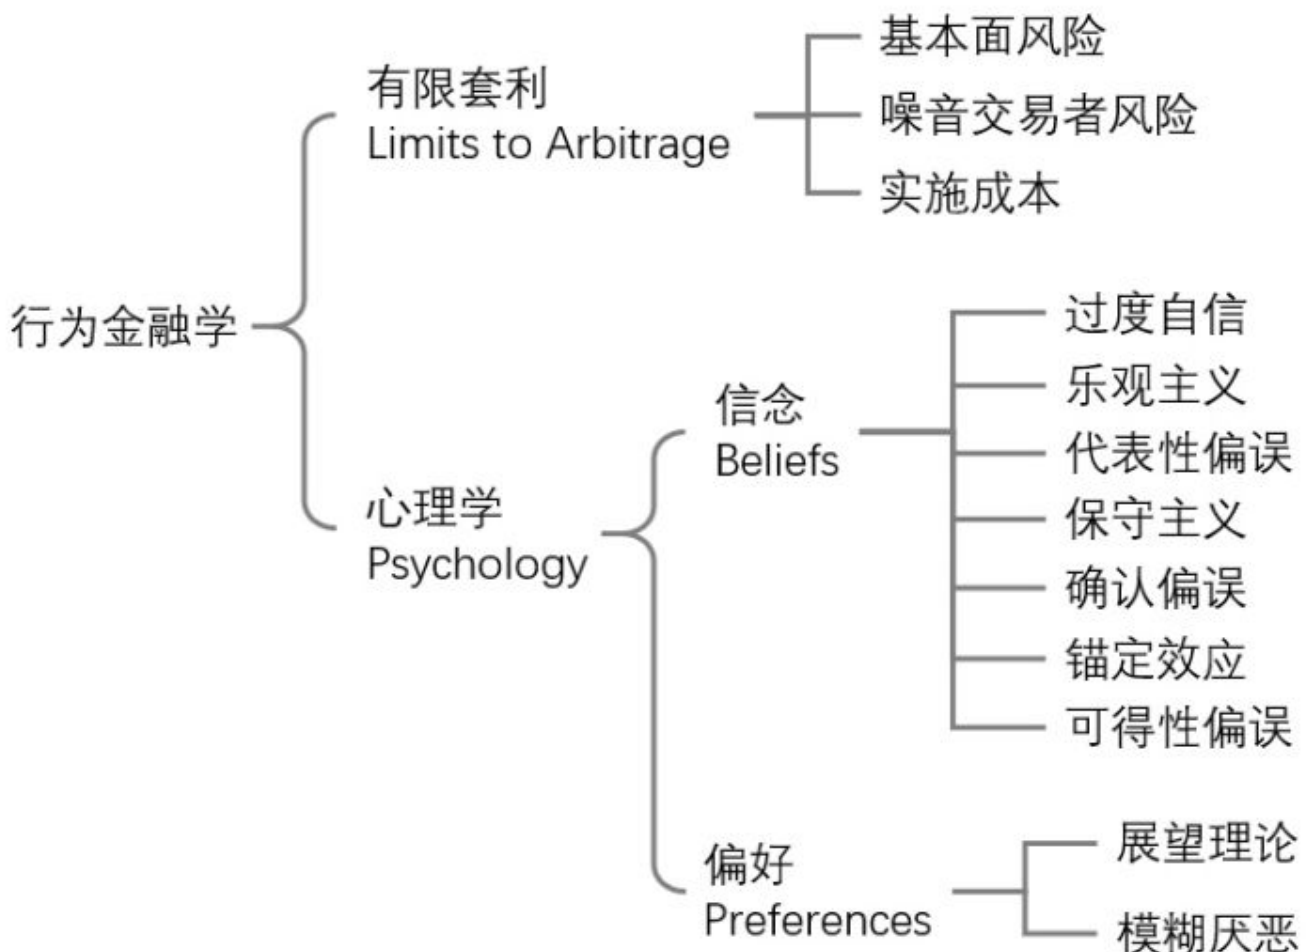 行为金融学
有限套利
Limits to Arbitrage
基本面风险
噪音交易者风险
实施成本
心理学
Psychology
信念
Beliefs
过度自信
乐观主义
代表性偏误
保守主义
确认偏误
锚定效应
可得性偏误
偏好
Preferences
展望理论
模糊厌恶